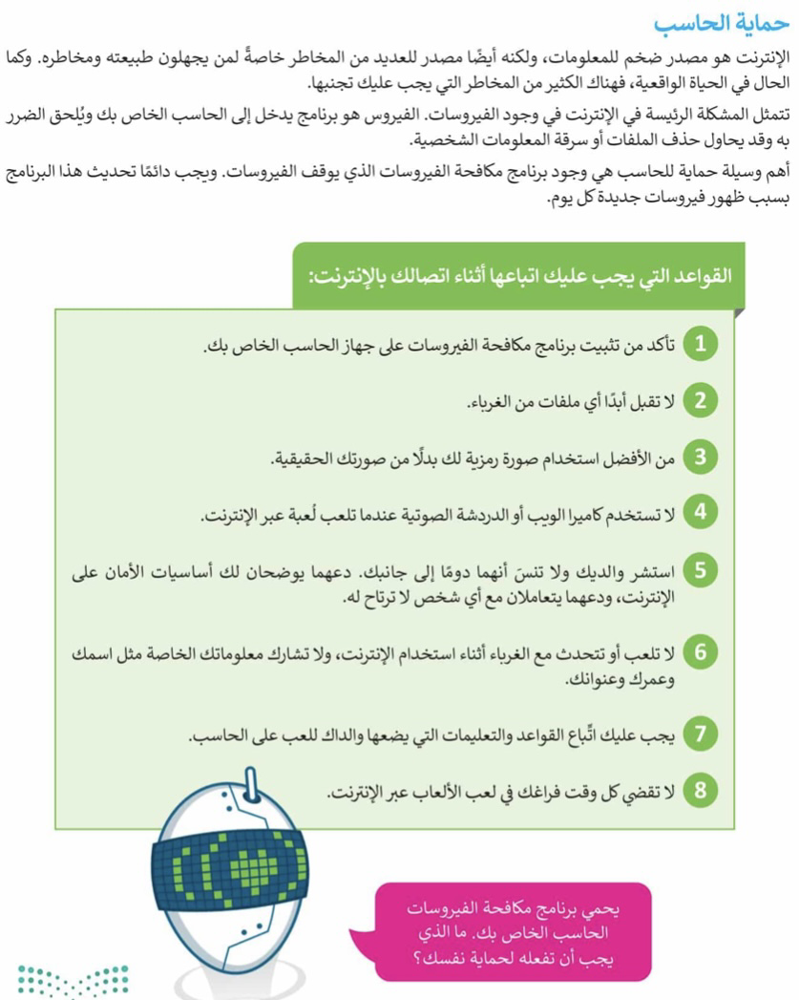 حماية الحاسب
الإنترنت هو مصدر ضخم للمعلومات، ولكنه أيضًا مصدر للعديد من المخاطر خاصةً لمن يجهلون طبيعته ومخاطره. وكما
الحال في الحياة الواقعية، فهناك الكثير من المخاطر التي يجب عليك تجنبها.
تتمثل المشكلة الرئيسة في الإنترنت في وجود الفيروسات. الفيروس هو برنامج يدخل إلى الحاسب الخاص بك ويُلحق الضرر
به وقد يحاول حذف الملفات أو سرقة المعلومات الشخصية.
أهم وسيلة حماية للحاسب هي وجود برنامج مكافحة الفيروسات الذي يوقف الفيروسات. ويجب دائمًا تحديث هذا البرنامج
بسبب ظهور فيروسات جديدة كل يوم.
القواعد التي يجب عليك اتباعها أثناء اتصالك بالإنترنت:
1 تأكد من تثبيت برنامج مكافحة الفيروسات على جهاز الحاسب الخاص بك.
2 لا تقبل أبدًا أي ملفات من الغرباء.
3 من الأفضل استخدام صورة رمزية لك بدلًا من صورتك الحقيقية.
4 لا تستخدم كاميرا الويب أو الدردشة الصوتية عندما تلعب لُعبة عبر الإنترنت.
5 استشر والديك ولا تنسَ أنهما دومًا إلى جانبك. دعهما يوضحان لك أساسيات الأمان على
الإنترنت، ودعهما يتعاملان مع أي شخص لا ترتاح له.
6 لا تلعب أو تتحدث مع الغرباء أثناء استخدام الإنترنت، ولا تشارك معلوماتك الخاصة مثل اسمك
وعمرك وعنوانك.
7 يجب عليك اتِّباع القواعد والتعليمات التي يضعها والداك للعب على الحاسب.
8 لا تقضي كل وقت فراغك في لعب الألعاب عبر الإنترنت.
يحمي برنامج مكافحة الفيروسات
الحاسب الخاص بك. ما الذي
يجب أن تفعله لحماية نفسك؟